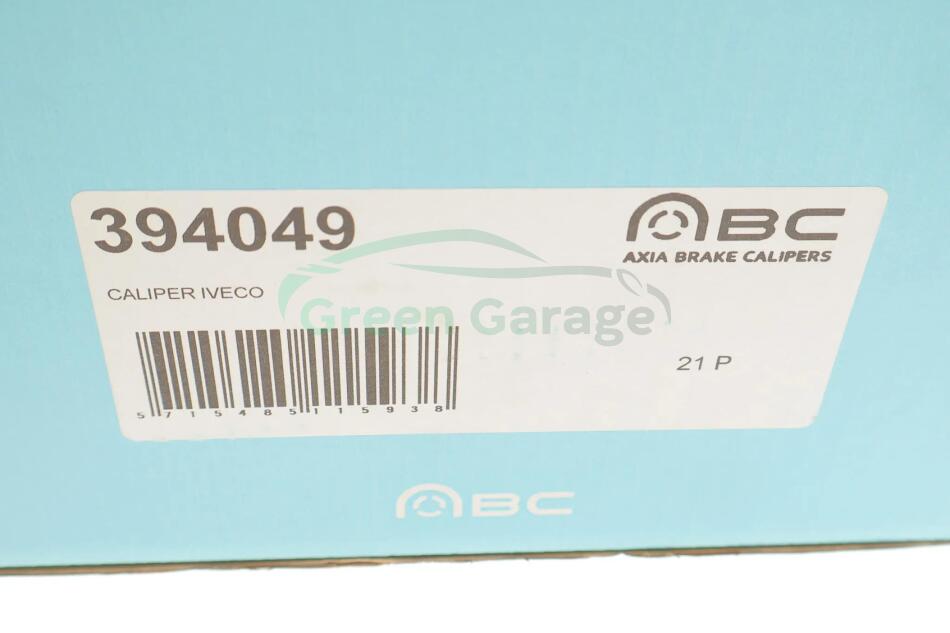 394049
ABC
AXIA BRAKE CALIPERS
CALIPER IVECO
Green Garage
21 P
5715485115938
ABC